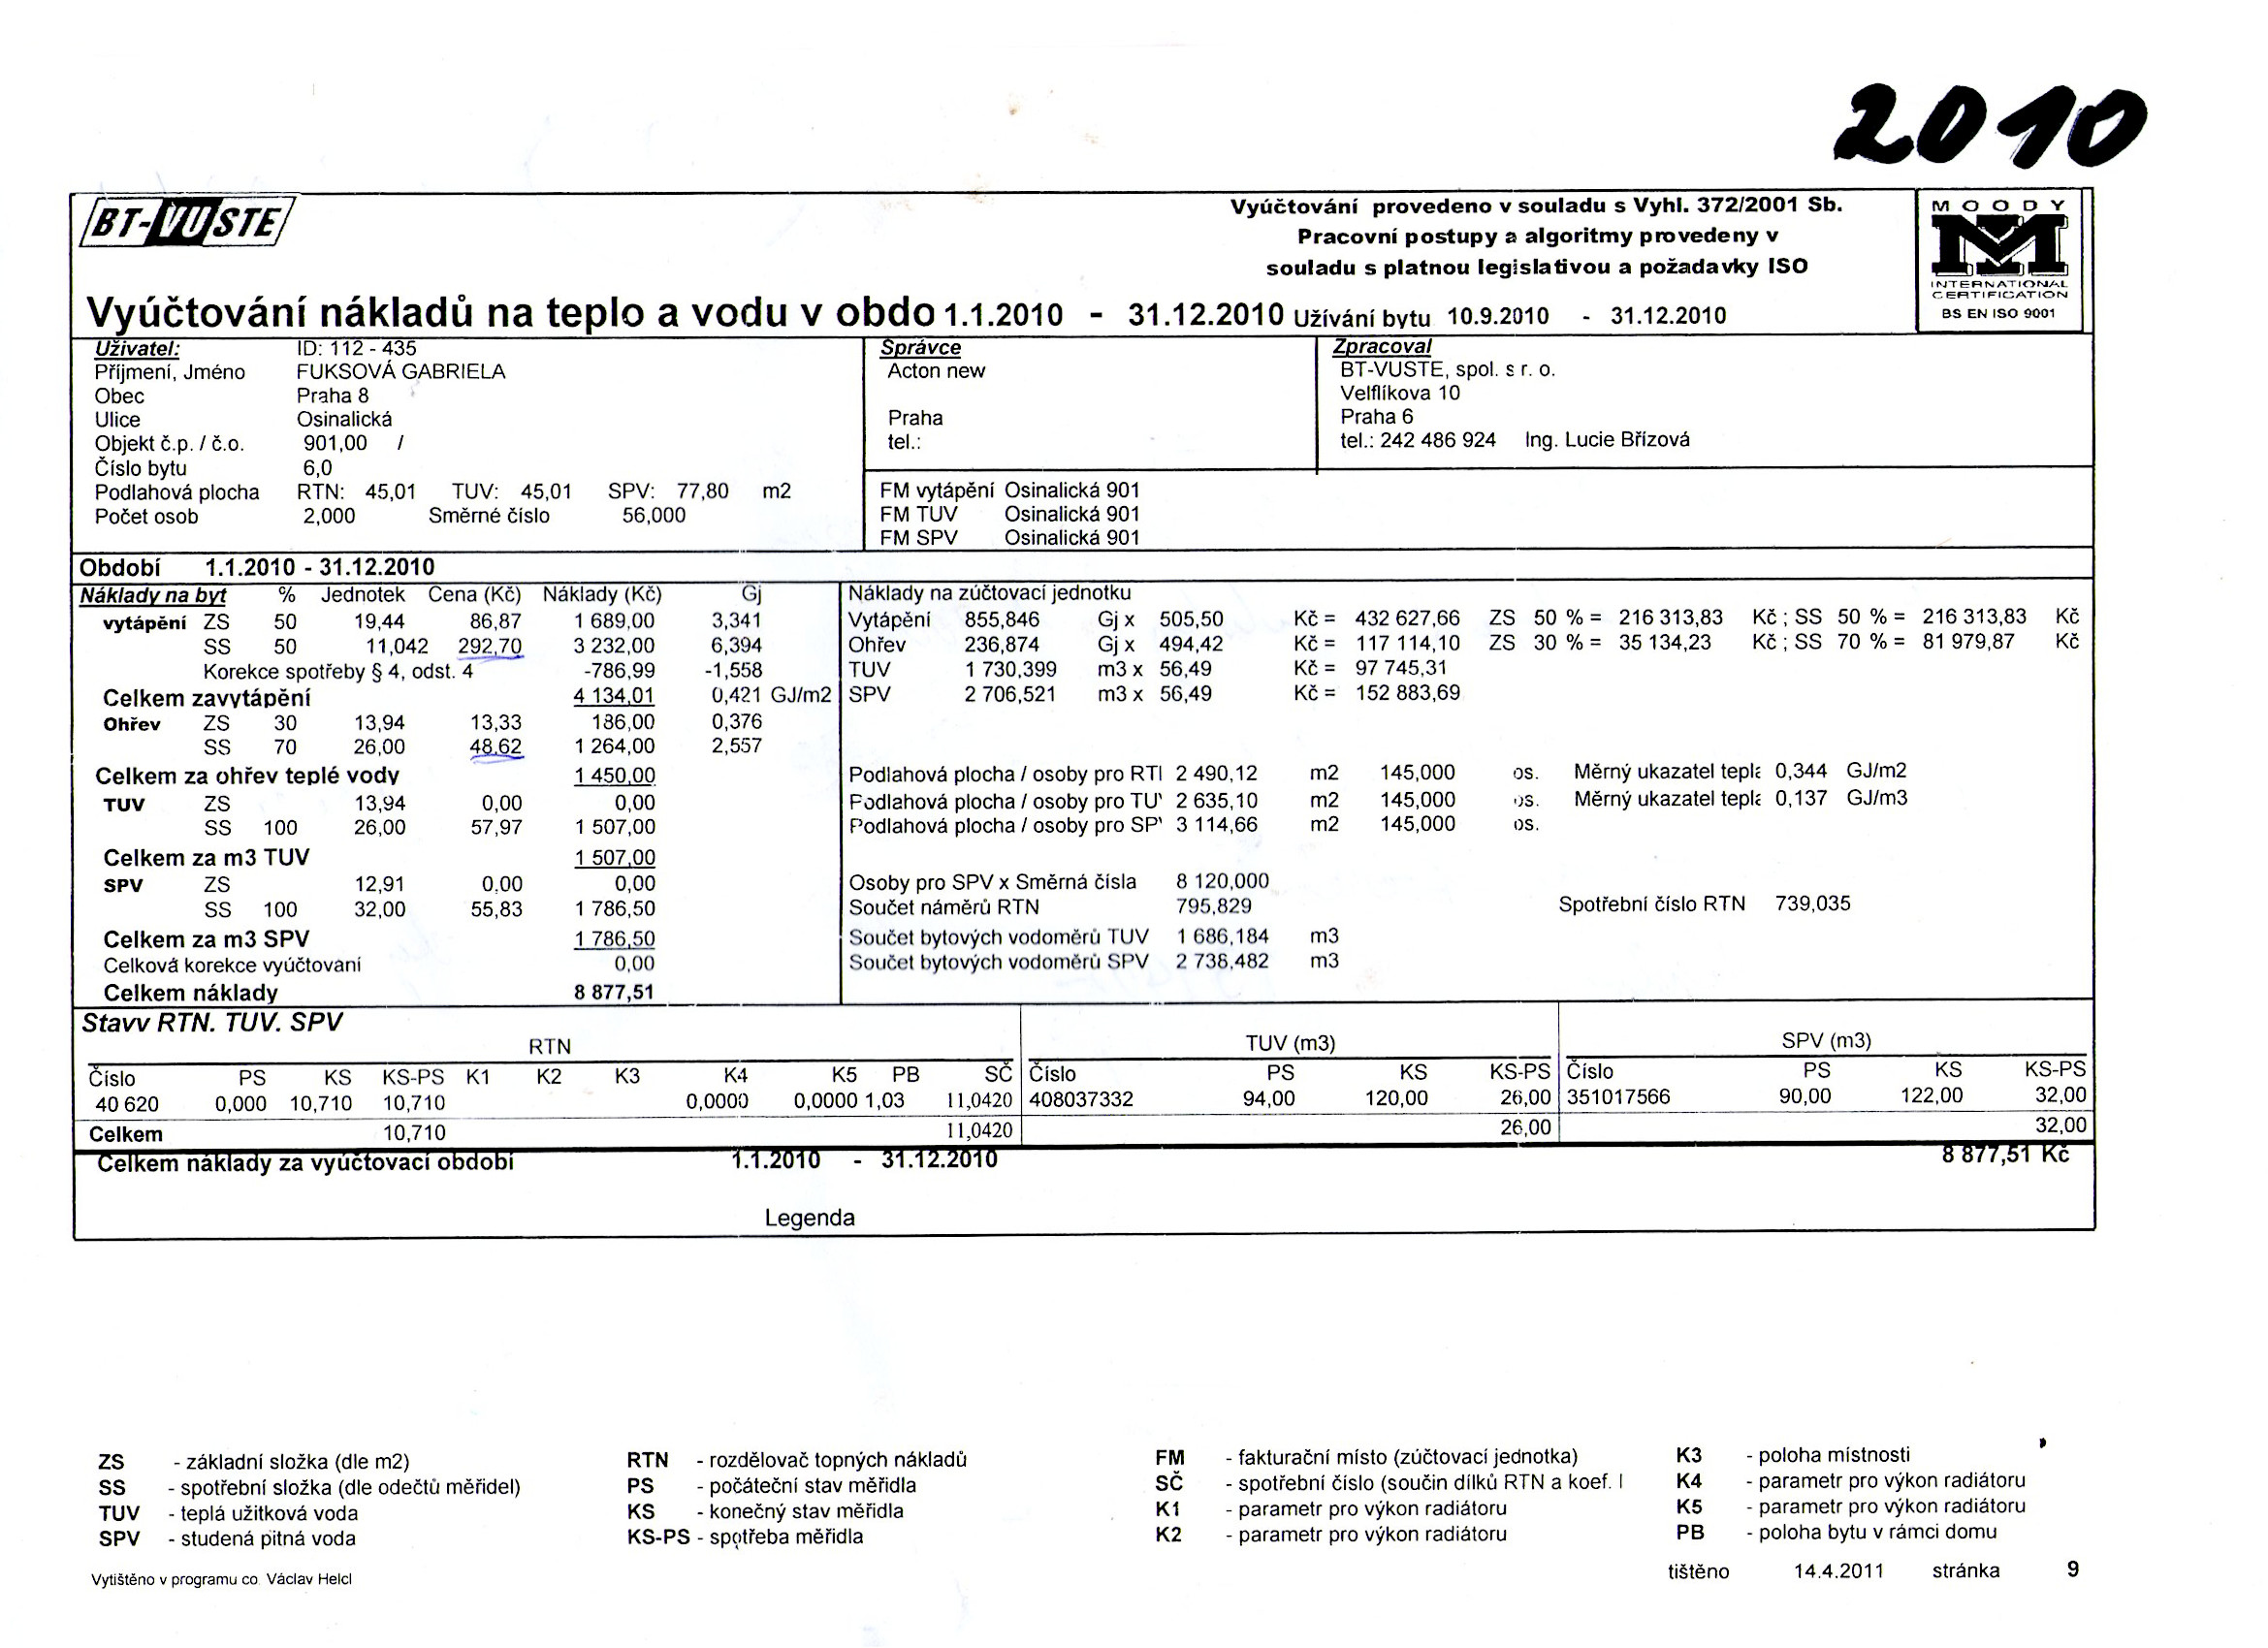 2010
BT-VUSTE
Vyúčtování provedeno v souladu s Vyhl. 372/2001 Sb.
Pracovní postupy a algoritmy provedeny v
souladu s platnou legislativou a požadavky ISO
MOODY
INTERNATIONAL
CERTIFICATION
BS EN ISO 9001
Vyúčtování nákladů na teplo a vodu v obdo 1.1.2010 - 31.12.2010 Užívání bytu 10.9.2010 - 31.12.2010
Uživatel: ID: 112 - 435
Příjmení, Jméno FUKSOVÁ GABRIELA
Obec Praha 8
Ulice Osinalická
Objekt č.p. / č.o. 901,00 /
Číslo bytu 6,0
Podlahová plocha RTN: 45,01 TUV: 45,01 SPV: 77,80 m2
Počet osob 2,000 Směrné číslo 56,000
Správce
Acton new
Praha
tel.:
Zpracoval
BT-VUSTE, spol. s r. o.
Velflíkova 10
Praha 6
tel.: 242 486 924 Ing. Lucie Břízová
FM vytápění Osinalická 901
FM TUV Osinalická 901
FM SPV Osinalická 901
Období 1.1.2010 - 31.12.2010
Náklady na byt % Jednotek Cena (Kč) Náklady (Kč) Gj
vytápění ZS 50 19,44 86,87 1 689,00 3,341
SS 50 11,042 292,70 3 232,00 6,394
Korekce spotřeby § 4, odst. 4 -786,99 -1,558
Celkem zavytápění 4 134,01 0,421 GJ/m2
Ohřev ZS 30 13,94 13,33 186,00 0,376
SS 70 26,00 48,62 1 264,00 2,557
Celkem za ohřev teplé vody 1 450,00
TUV ZS 13,94 0,00 0,00
SS 100 26,00 57,97 1 507,00
Celkem za m3 TUV 1 507,00
SPV ZS 12,91 0,00 0,00
SS 100 32,00 55,83 1 786,50
Celkem za m3 SPV 1 786,50
Celková korekce vyúčtování 0,00
Celkem náklady 8 877,51
Náklady na zúčtovací jednotku
Vytápění 855,846 Gj x 505,50 Kč = 432 627,66 ZS 50 % = 216 313,83 Kč ; SS 50 % = 216 313,83 Kč
Ohřev 236,874 Gj x 494,42 Kč = 117 114,10 ZS 30 % = 35 134,23 Kč ; SS 70 % = 81 979,87 Kč
TUV 1 730,399 m3 x 56,49 Kč = 97 745,31
SPV 2 706,521 m3 x 56,49 Kč = 152 883,69
Podlahová plocha / osoby pro RTI 2 490,12 m2 145,000 os. Měrný ukazatel tepla 0,344 GJ/m2
Podlahová plocha / osoby pro TU' 2 635,10 m2 145,000 os. Měrný ukazatel tepla 0,137 GJ/m3
Podlahová plocha / osoby pro SP' 3 114,66 m2 145,000 os.
Osoby pro SPV x Směrná čísla 8 120,000
Součet náměrů RTN 795,829 Spotřební číslo RTN 739,035
Součet bytových vodoměrů TUV 1 686,184 m3
Součet bytových vodoměrů SPV 2 738,482 m3
Stavy RTN. TUV. SPV
RTN TUV (m3) SPV (m3)
Číslo PS KS KS-PS K1 K2 K3 K4 K5 PB SČ Číslo PS KS KS-PS Číslo PS KS KS-PS
40 620 0,000 10,710 10,710 0,0000 0,0000 1,03 11,0420 408037332 94,00 120,00 26,00 351017566 90,00 122,00 32,00
Celkem 10,710 11,0420 26,00 32,00
Celkem náklady za vyúčtovací období 1.1.2010 - 31.12.2010 8 877,51 Kč
Legenda
ZS - základní složka (dle m2)
SS - spotřební složka (dle odečtů měřidel)
TUV - teplá užitková voda
SPV - studená pitná voda
RTN - rozdělovač topných nákladů
PS - počáteční stav měřidla
KS - konečný stav měřidla
KS-PS - spotřeba měřidla
FM - fakturační místo (zúčtovací jednotka)
SČ - spotřební číslo (součin dílků RTN a koef. I
K1 - parametr pro výkon radiátoru
K2 - parametr pro výkon radiátoru
K3 - poloha místnosti
K4 - parametr pro výkon radiátoru
K5 - parametr pro výkon radiátoru
PB - poloha bytu v rámci domu
Vytištěno v programu co. Václav Helcl
tištěno 14.4.2011 stránka 9